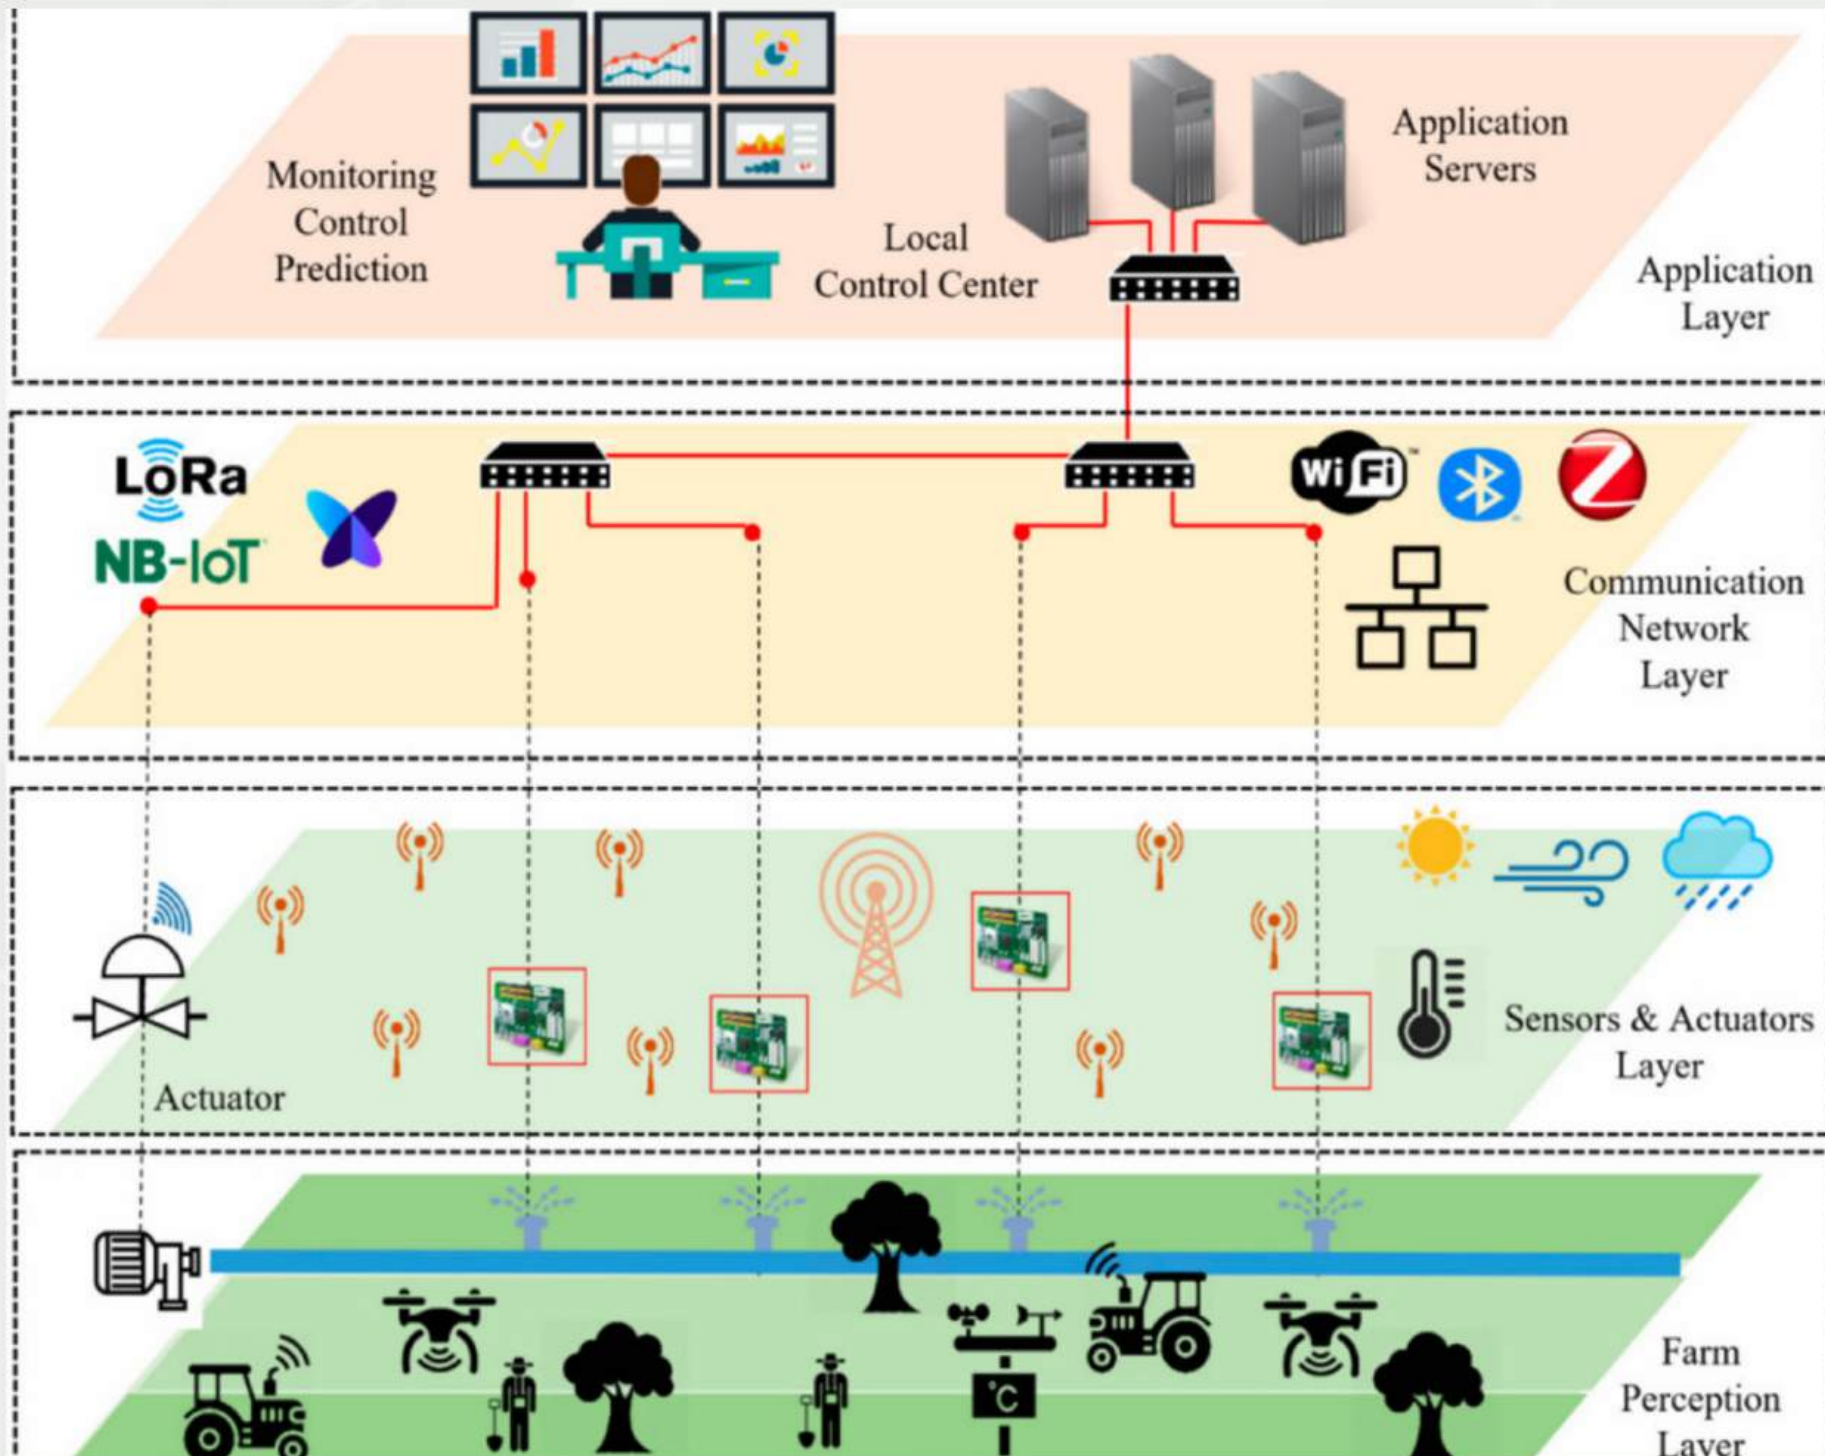 Monitoring
Control
Prediction
Local
Control Center
Application
Servers
Application
Layer
LoRa
NB-IoT
WiFi
™
Z
Communication
Network
Layer
Actuator
Sensors & Actuators
Layer
°C
Farm
Perception
Layer